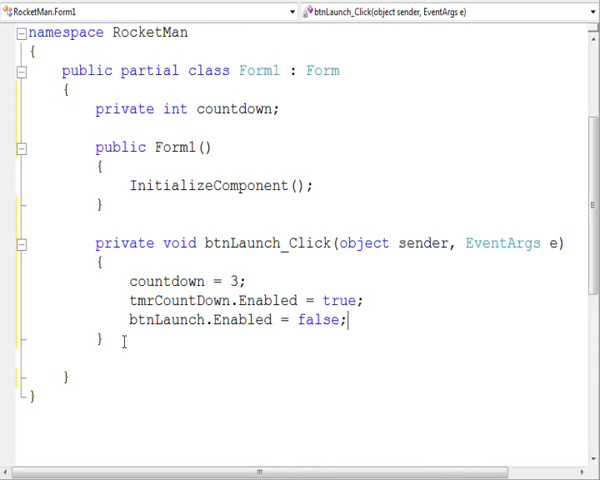 RocketMan.Form1
btnLaunch_Click(object sender, EventArgs e)
namespace RocketMan
{
public partial class Form1 : Form
{
private int countdown;
public Form1()
{
InitializeComponent();
}
private void btnLaunch_Click(object sender, EventArgs e)
{
countdown = 3;
tmrCountDown.Enabled = true;
btnLaunch.Enabled = false;
}
}
}